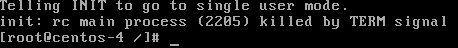 Telling INIT to go to single user mode.
init: rc main process (2205) killed by TERM signal
[root@centos-4 /]# _